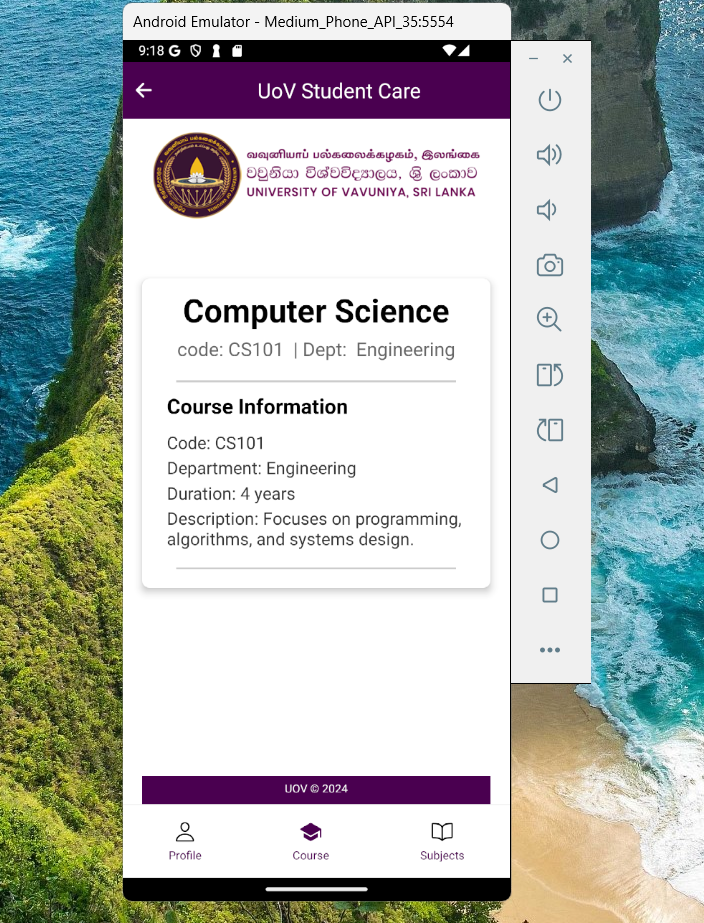 Android Emulator - Medium_Phone_API_35:5554
9:18
UoV Student Care
வவுனியாப் பல்கலைக்கழகம், இலங்கை
වවුනියා විශ්වවිද්‍යාලය, ශ්‍රි ලංකාව
UNIVERSITY OF VAVUNIYA, SRI LANKA
Computer Science
code: CS101 | Dept: Engineering
Course Information
Code: CS101
Department: Engineering
Duration: 4 years
Description: Focuses on programming,
algorithms, and systems design.
UOV © 2024
Profile Course Subjects